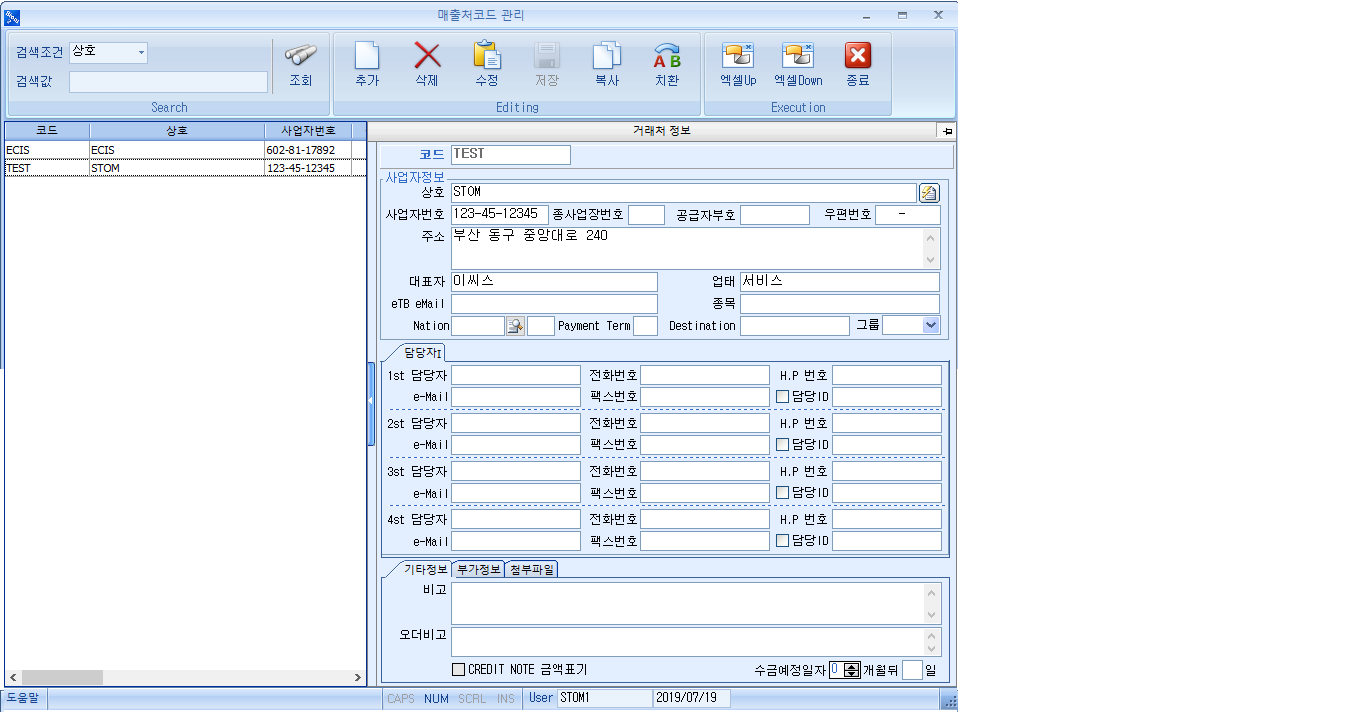 매출처코드 관리
검색조건 상호
검색값
조회
추가 삭제 수정 저장 복사 치환
엑셀Up 엑셀Down 종료
Search Editing Execution
코드 상호 사업자번호
ECIS ECIS 602-81-17892
TEST STOM 123-45-12345
거래처 정보
코드 TEST
사업자정보
상호 STOM
사업자번호 123-45-12345 종사업장번호 공급자부호 우편번호 -
주소 부산 동구 중앙대로 240
대표자 이씨스 업태 서비스
eTB eMail 종목
Nation Payment Term Destination 그룹
담당자I
1st 담당자 전화번호 H.P 번호
e-Mail 팩스번호 담당ID
2st 담당자 전화번호 H.P 번호
e-Mail 팩스번호 담당ID
3st 담당자 전화번호 H.P 번호
e-Mail 팩스번호 담당ID
4st 담당자 전화번호 H.P 번호
e-Mail 팩스번호 담당ID
기타정보 부가정보 첨부파일
비고
오더비고
CREDIT NOTE 금액표기 수금예정일자 0 개월뒤 일
도움말 CAPS NUM SCRL INS User STOM1 2019/07/19